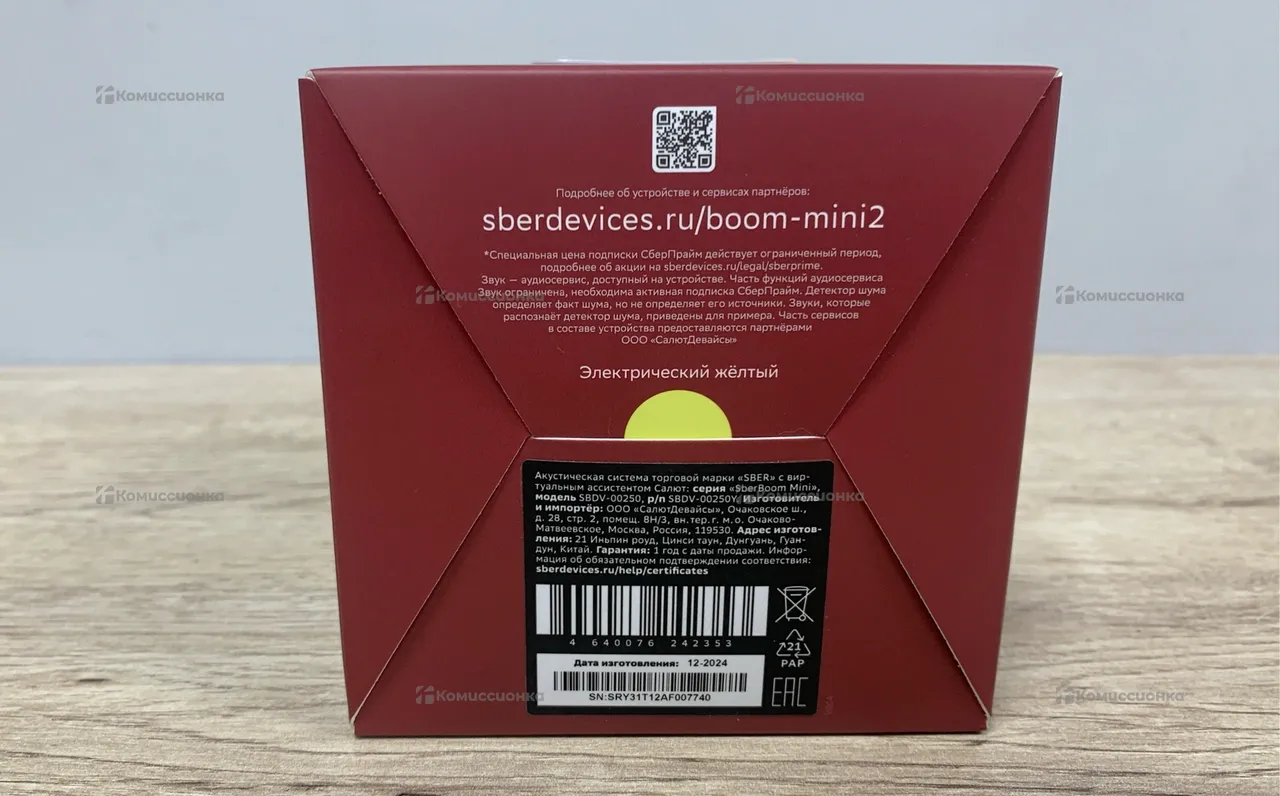 Комиссионка
Комиссионка
Подробнее об устройстве и сервисах партнёров:
sberdevices.ru/boom-mini2
*Специальная цена подписки СберПрайм действует ограниченный период,
подробнее об акции на sberdevices.ru/legal/sberprime.
Звук — аудиосервис, доступный на устройстве. Часть функций аудиосервиса
Звук ограничена, необходима активная подписка СберПрайм. Детектор шума
определяет факт шума, но не определяет его источники. Звуки, которые
распознаёт детектор шума, приведены для примера. Часть сервисов
в составе устройства предоставляются партнёрами
ООО «СалютДевайсы»
Комиссионка
Комиссионка
Электрический жёлтый
Акустическая система торговой марки «SBER» с вир-
туальным ассистентом Салют: серия «SberBoom Mini»,
модель SBDV-00250, p/n SBDV-00250Y. Изготовитель
и импортёр: ООО «СалютДевайсы», Очаковское ш.,
д. 28, стр. 2, помещ. 8Н/3, вн.тер.г. м.о. Очаково-
Матвеевское, Москва, Россия, 119530. Адрес изготов-
ления: 21 Иньпин роуд, Цинси таун, Дунгуань, Гуан-
дун, Китай. Гарантия: 1 год с даты продажи. Инфор-
мация об обязательном подтверждении соответствия:
sberdevices.ru/help/certificates
Комиссионка
Комиссионка
4 640076 242353
21
PAP
Дата изготовления: 12-2024
SN:SRY31T12AF007740
EAC
Комиссионка
Комиссионка